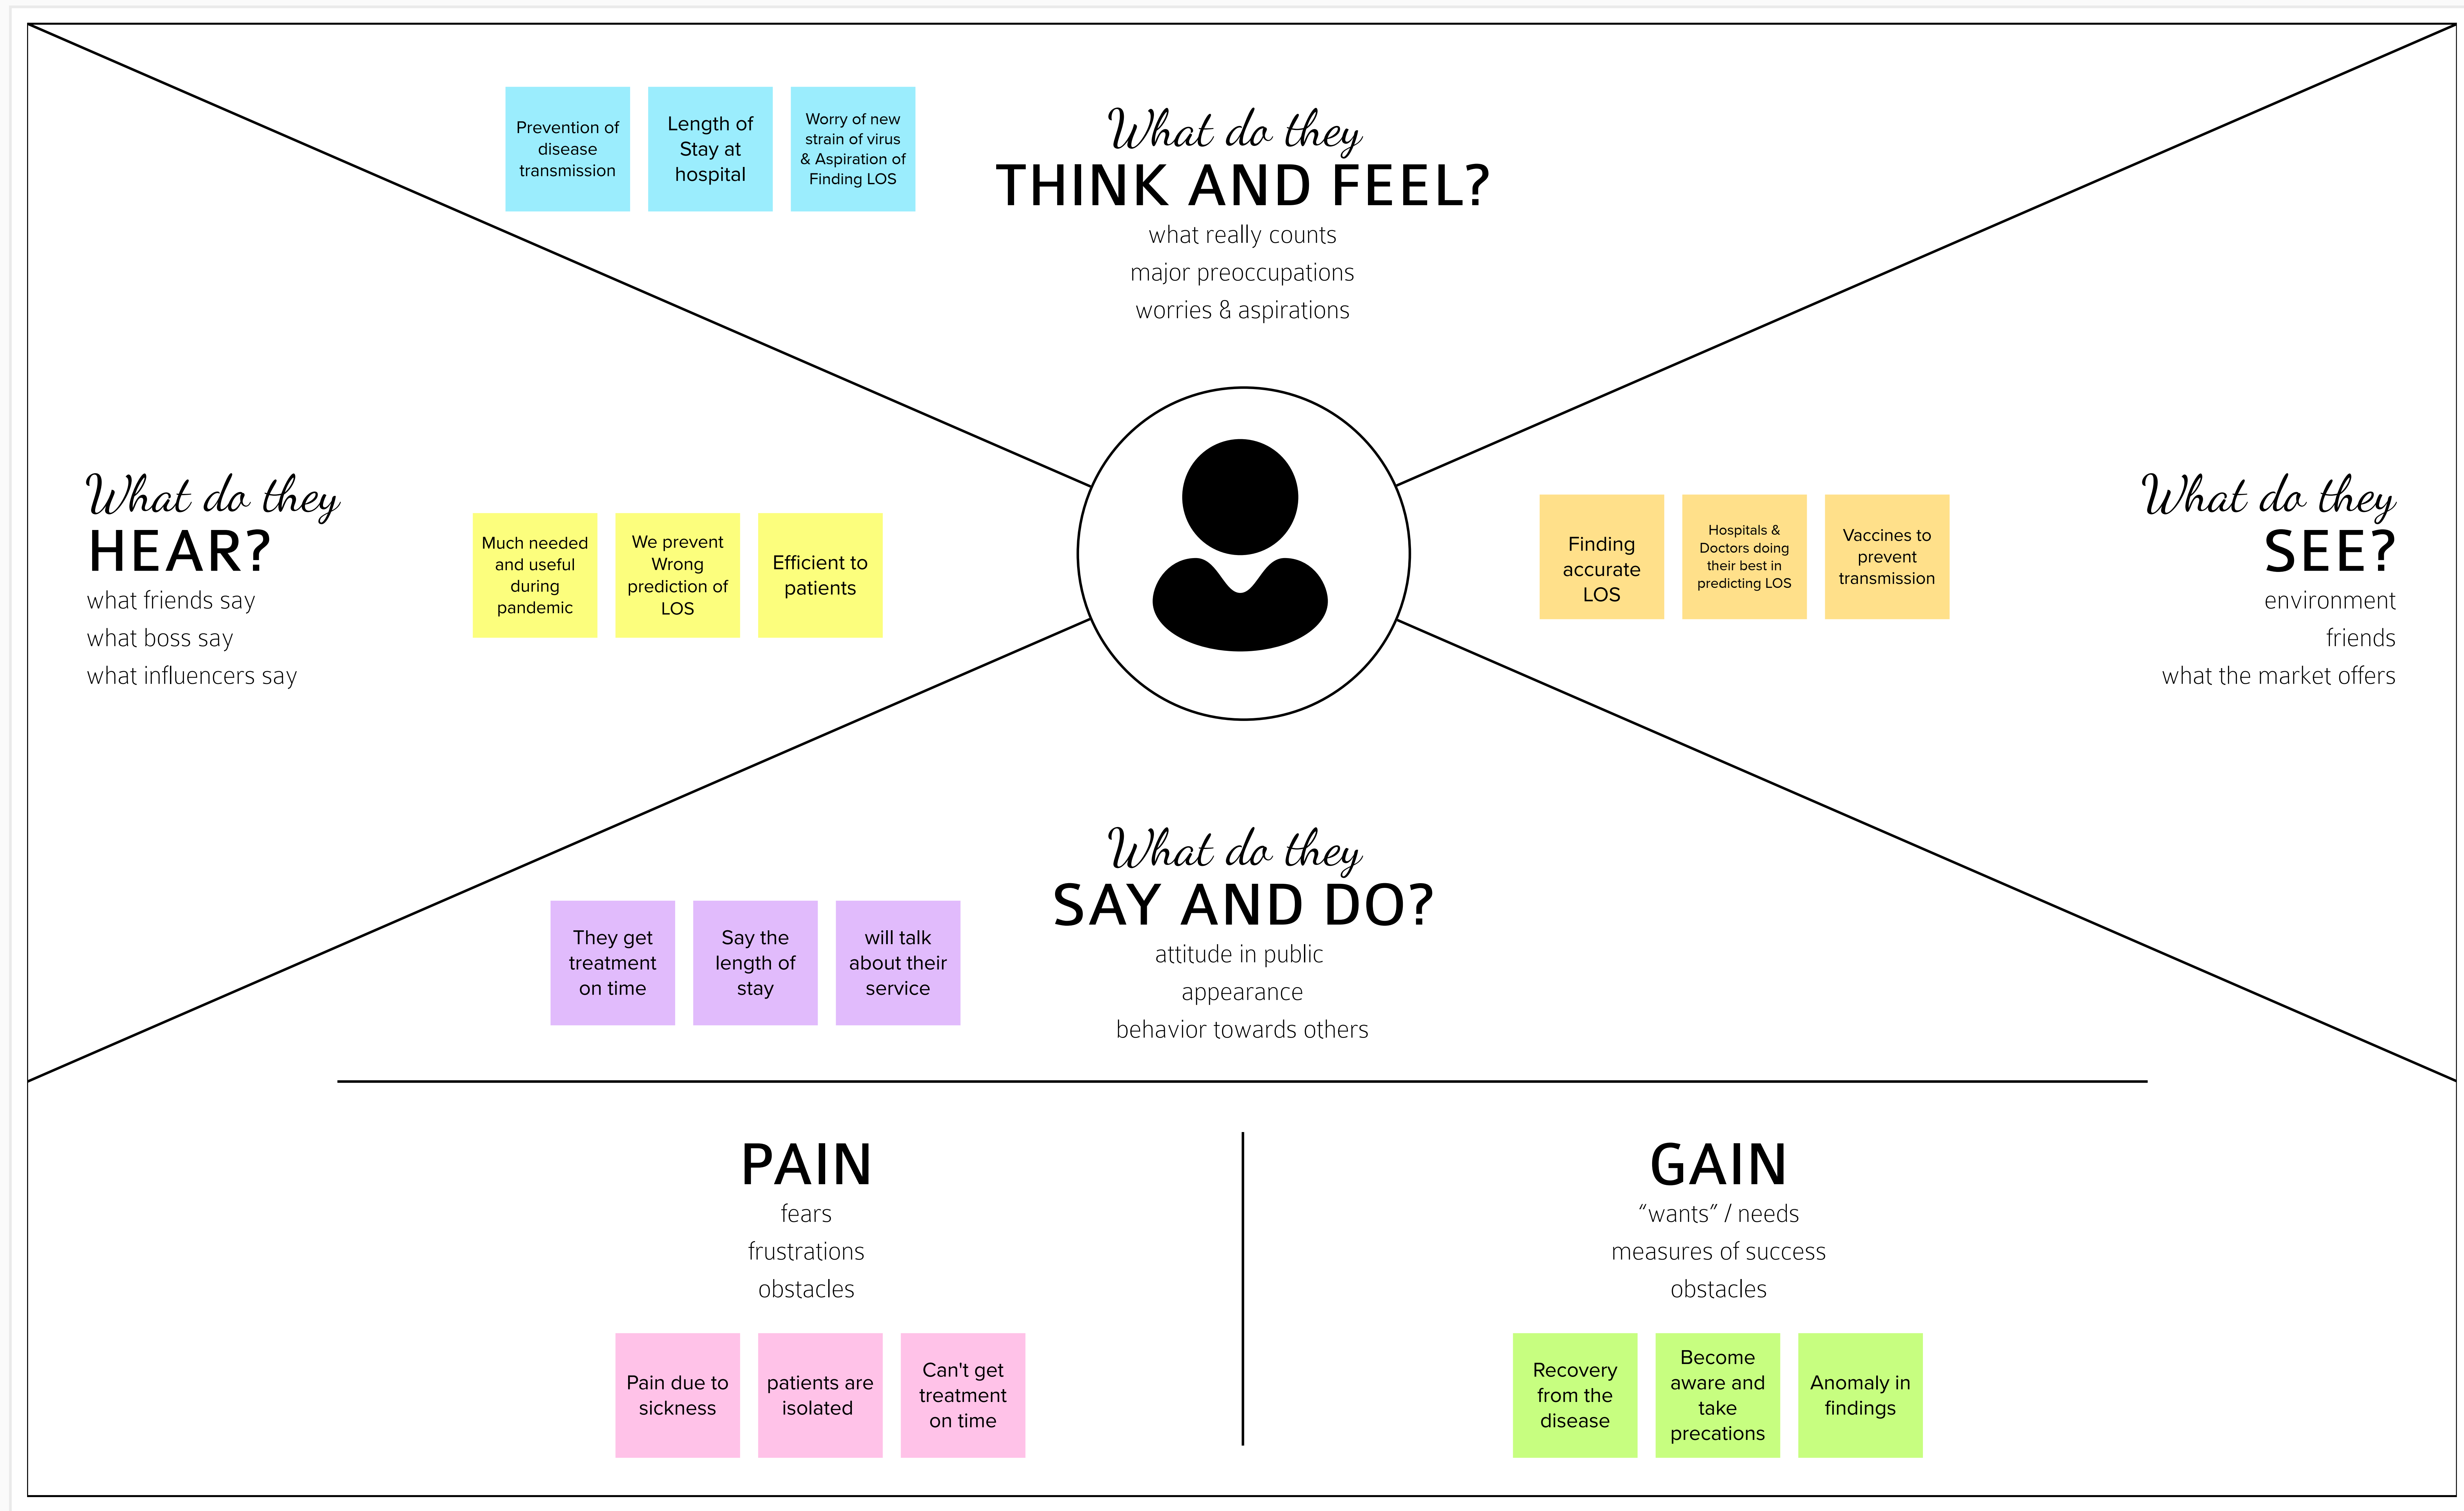 Prevention of
disease
transmission
Length of
Stay at
hospital
Worry of new
strain of virus
& Aspiration of
Finding LOS
What do they
THINK AND FEEL?
what really counts
major preoccupations
worries & aspirations
What do they
HEAR?
what friends say
what boss say
what influencers say
Much needed
and useful
during
pandemic
We prevent
Wrong
prediction of
LOS
Efficient to
patients
Finding
accurate
LOS
Hospitals &
Doctors doing
their best in
predicting LOS
Vaccines to
prevent
transmission
What do they
SEE?
environment
friends
what the market offers
They get
treatment
on time
Say the
length of
stay
will talk
about their
service
What do they
SAY AND DO?
attitude in public
appearance
behavior towards others
PAIN
fears
frustrations
obstacles
Pain due to
sickness
patients are
isolated
Can't get
treatment
on time
GAIN
“wants” / needs
measures of success
obstacles
Recovery
from the
disease
Become
aware and
take
precations
Anomaly in
findings